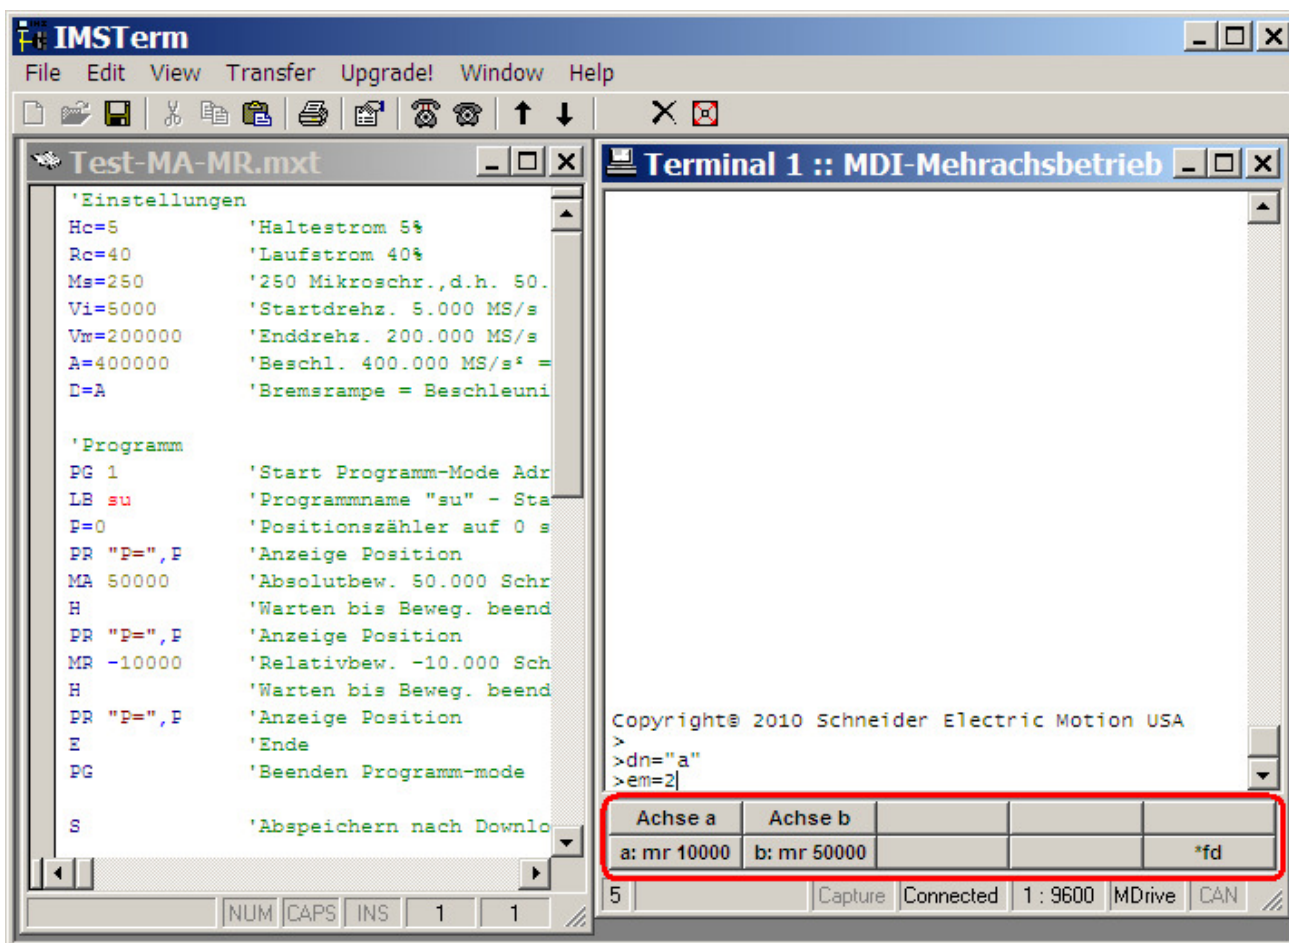 IMSTerm
File Edit View Transfer Upgrade! Window Help
Test-MA-MR.mxt
'Einstellungen
Hc=5 'Haltestrom 5%
Rc=40 'Laufstrom 40%
Ms=250 '250 Mikroschr.,d.h. 50.
Vi=5000 'Startdrehz. 5.000 MS/s
Vm=200000 'Enddrehz. 200.000 MS/s
A=400000 'Beschl. 400.000 MS/s² =
D=A 'Bremsrampe = Beschleuni
'Programm
PG 1 'Start Programm-Mode Adr
LB su 'Programmname "su" - Sta
P=0 'Positionszähler auf 0 s
PR "P=",P 'Anzeige Position
MA 50000 'Absolutbew. 50.000 Schr
H 'Warten bis Beweg. beend
PR "P=",P 'Anzeige Position
MR -10000 'Relativbew. -10.000 Sch
H 'Warten bis Beweg. beend
PR "P=",P 'Anzeige Position
E 'Ende
PG 'Beenden Programm-mode
S 'Abspeichern nach Downlo
NUM CAPS INS 1 1
Terminal 1 :: MDI-Mehrachsbetrieb
Copyright© 2010 Schneider Electric Motion USA
>
>dn="a"
>em=2
Achse a Achse b
a: mr 10000 b: mr 50000 *fd
5 Capture Connected 1 : 9600 MDrive CAN